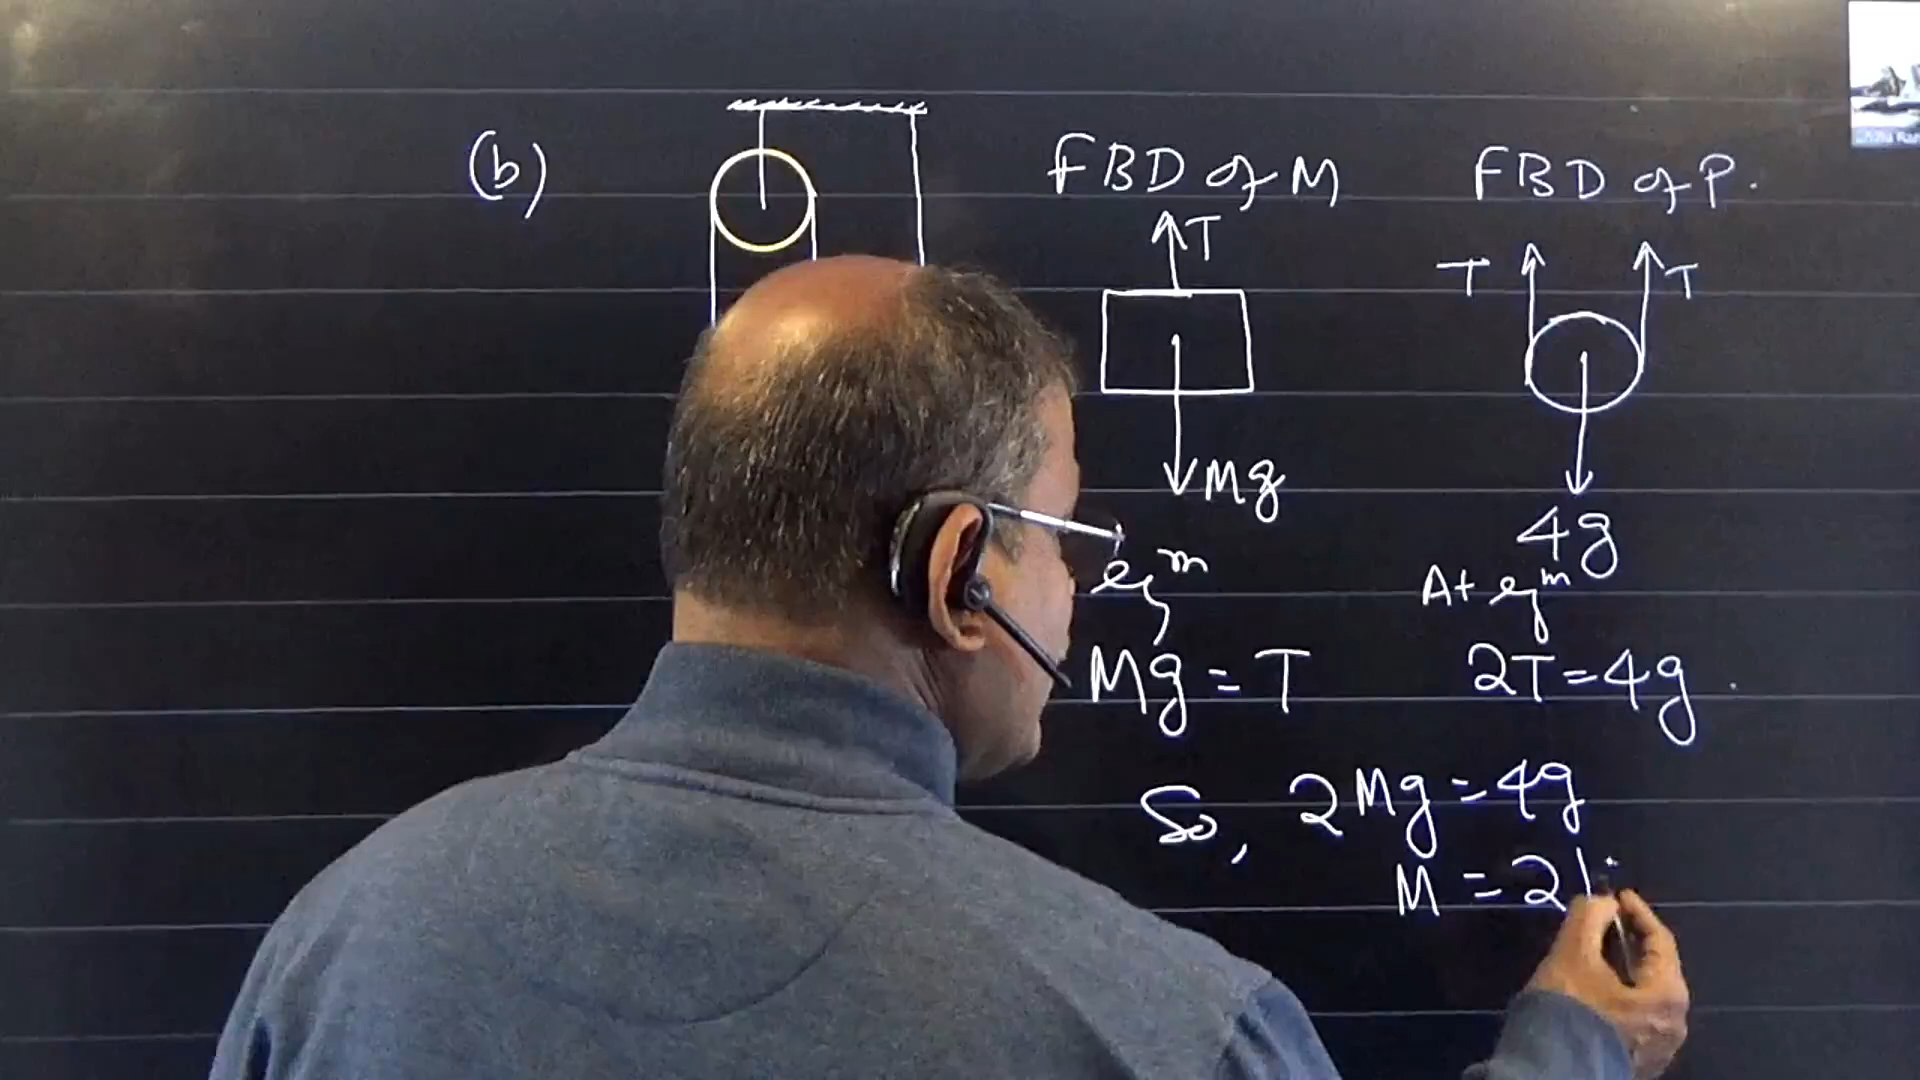 (b)
FBD of M
T
Mg
eqm
Mg = T
FBD of P.
T T
4g
At eqm
2T = 4g.
So, 2Mg = 4g
M = 2